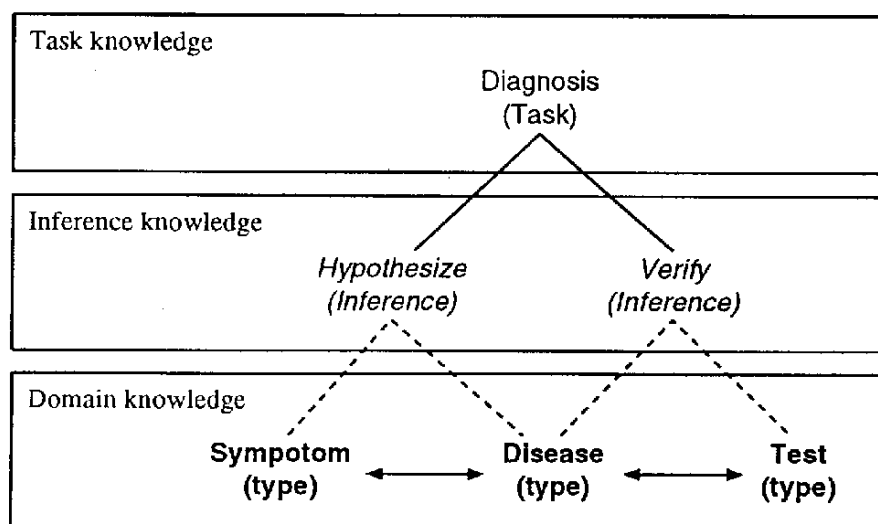 Task knowledge
Diagnosis
(Task)
Inference knowledge
Hypothesize
(Inference)
Verify
(Inference)
Domain knowledge
Sympotom
(type)
Disease
(type)
Test
(type)